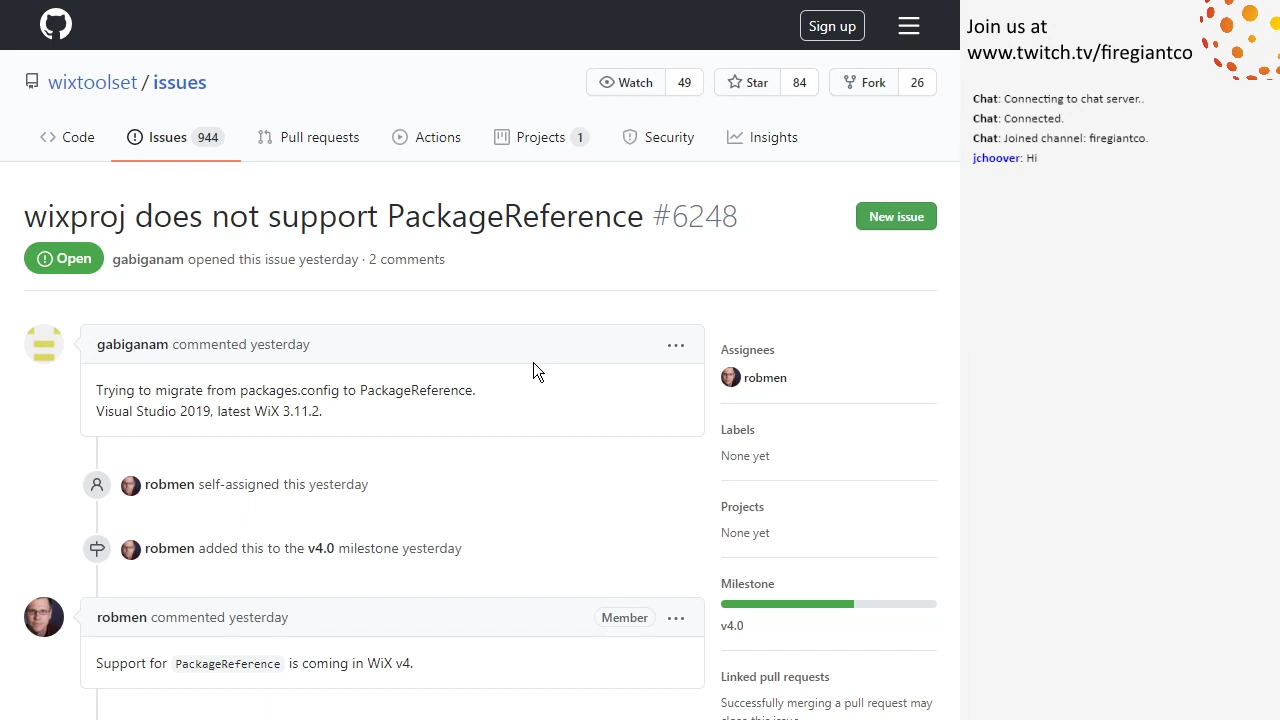 Sign up
Join us at
www.twitch.tv/firegiantco
wixtoolset / issues
Watch 49
Star 84
Fork 26
Chat: Connecting to chat server..
Chat: Connected.
Chat: Joined channel: firegiantco.
jchoover: Hi
Code
Issues 944
Pull requests
Actions
Projects 1
Security
Insights
wixproj does not support PackageReference #6248
New issue
Open
gabiganam opened this issue yesterday · 2 comments
gabiganam commented yesterday
Trying to migrate from packages.config to PackageReference.
Visual Studio 2019, latest WiX 3.11.2.
robmen self-assigned this yesterday
robmen added this to the v4.0 milestone yesterday
robmen commented yesterday
Member
Support for PackageReference is coming in WiX v4.
Assignees
robmen
Labels
None yet
Projects
None yet
Milestone
v4.0
Linked pull requests
Successfully merging a pull request may
close this issue.